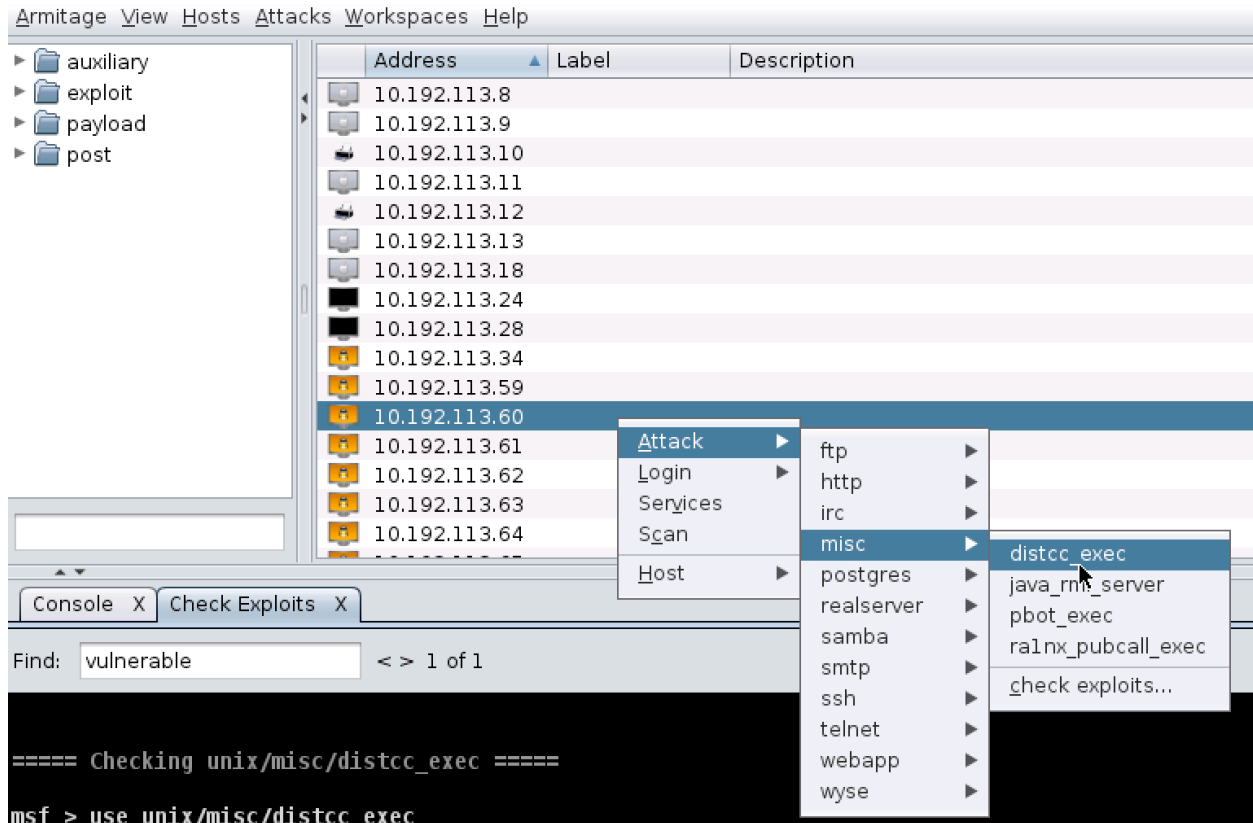 Armitage View Hosts Attacks Workspaces Help
auxiliary
exploit
payload
post
Address Label Description
10.192.113.8
10.192.113.9
10.192.113.10
10.192.113.11
10.192.113.12
10.192.113.13
10.192.113.18
10.192.113.24
10.192.113.28
10.192.113.34
10.192.113.59
10.192.113.60
10.192.113.61
10.192.113.62
10.192.113.63
10.192.113.64
Attack
Login
Services
Scan
Host
ftp
http
irc
misc
postgres
realserver
samba
smtp
ssh
telnet
webapp
wyse
distcc_exec
java_rmi_server
pbot_exec
ra1nx_pubcall_exec
check exploits...
Console X Check Exploits X
Find: vulnerable < > 1 of 1
===== Checking unix/misc/distcc_exec =====
msf > use unix/misc/distcc_exec